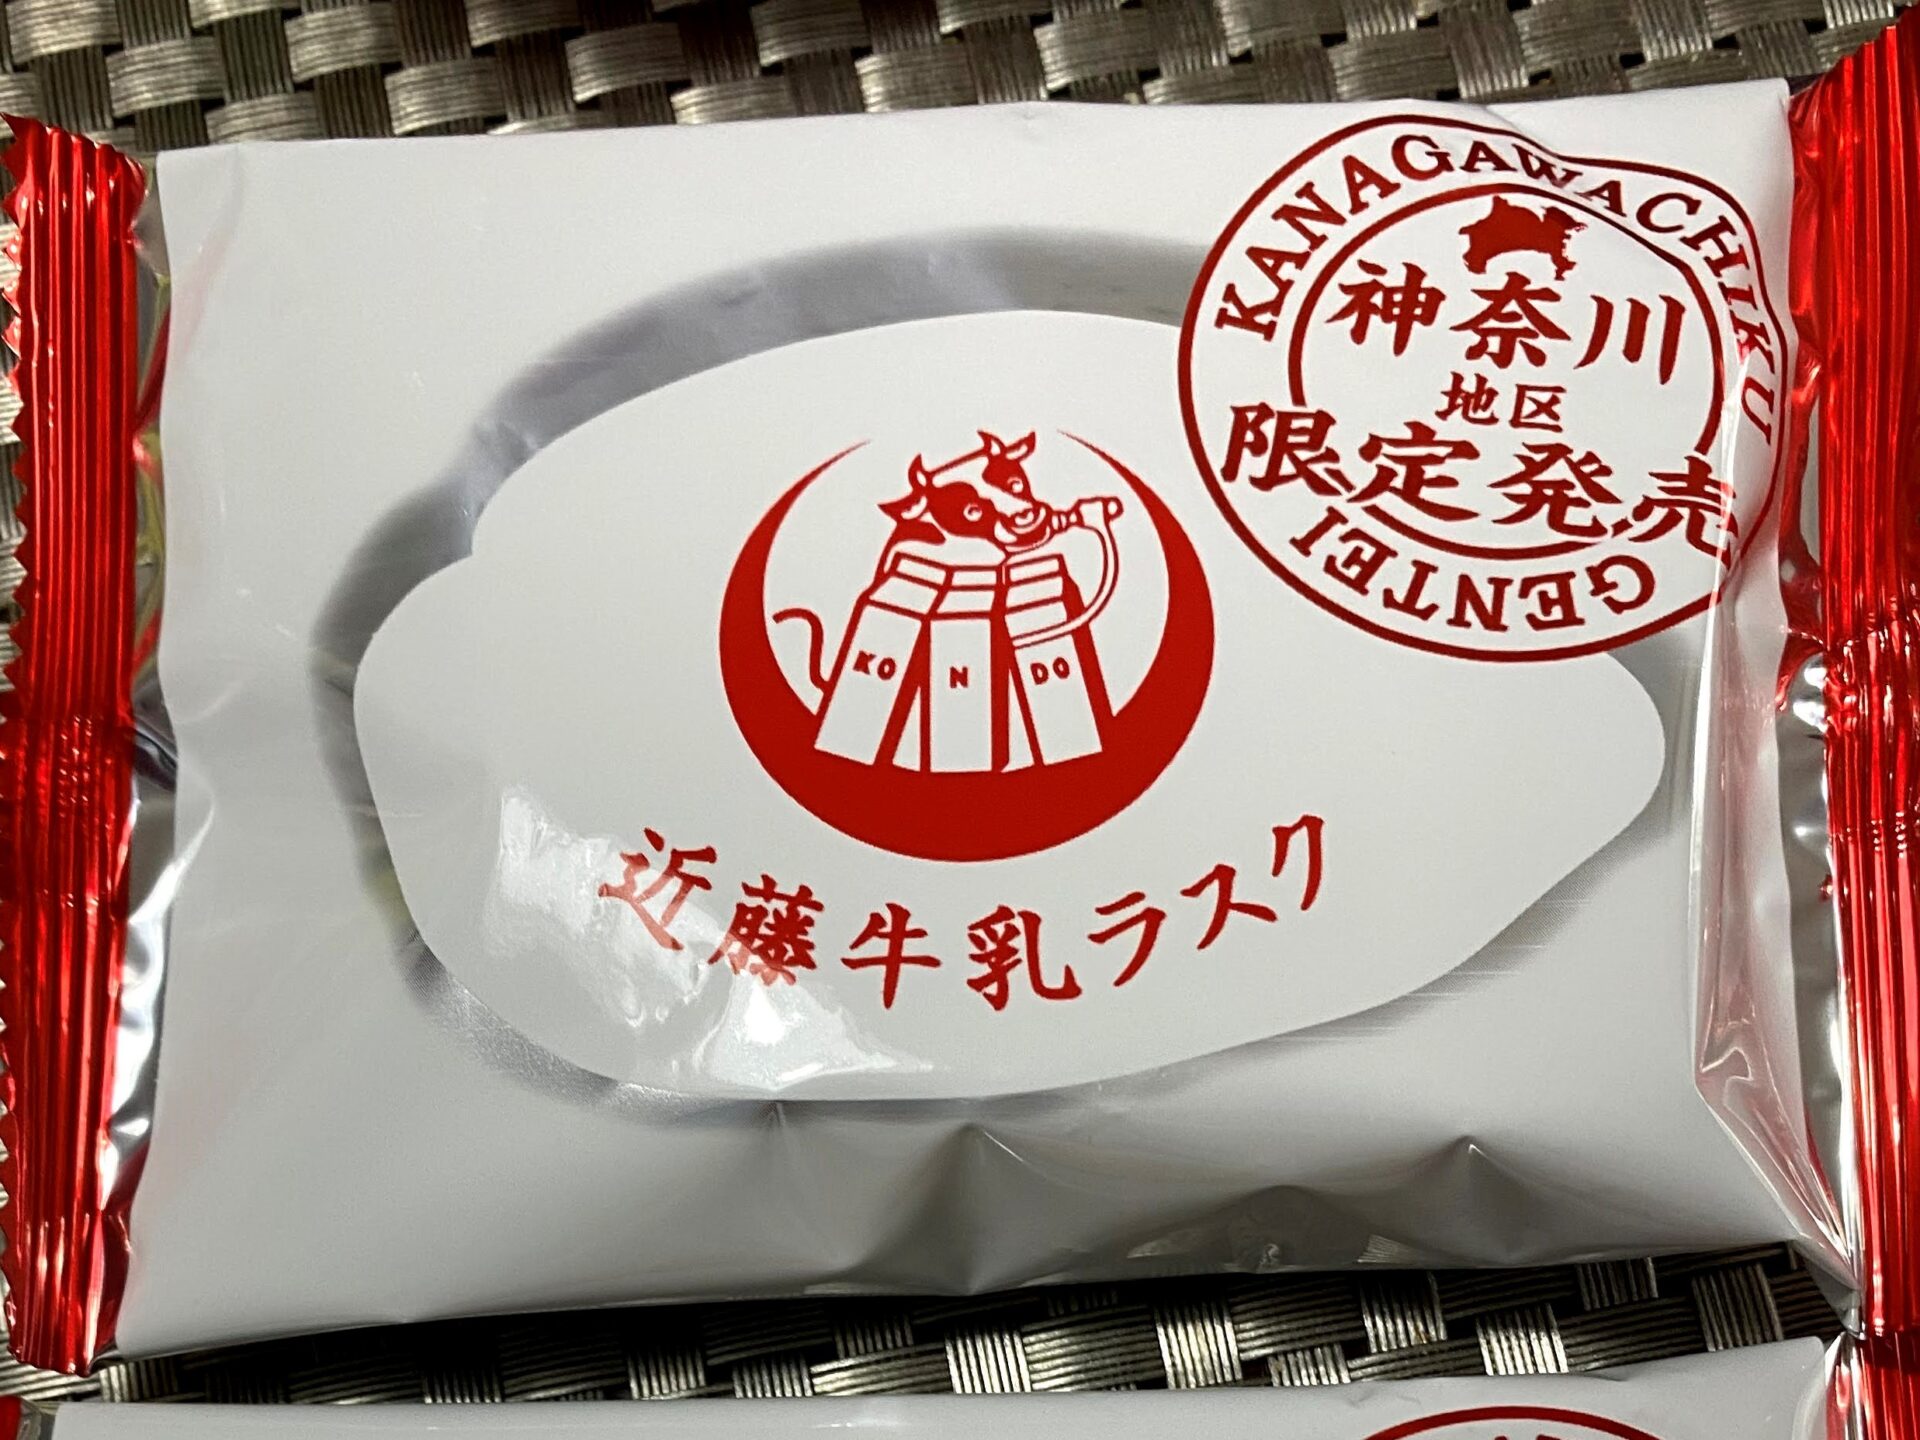 KANAGAWACHIKU
神奈川
地区
限定発売
GENTEI
KO N DO
近藤牛乳ラスク